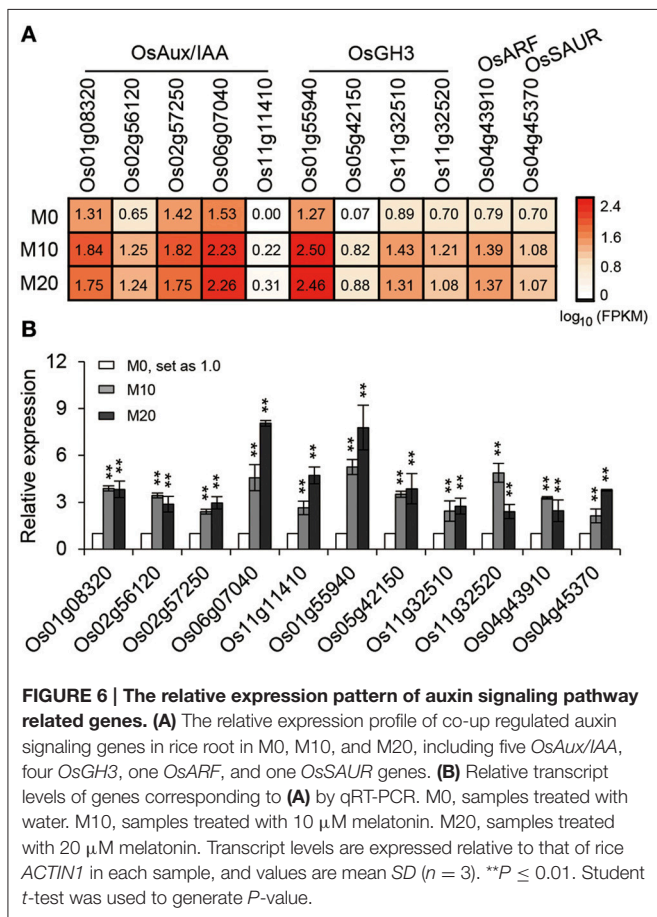 A
OsAux/IAA OsGH3 OsARF OsSAUR
Os01g08320 Os02g56120 Os02g57250 Os06g07040 Os11g11410 Os01g55940 Os05g42150 Os11g32510 Os11g32520 Os04g43910 Os04g45370
M0 1.31 0.65 1.42 1.53 0.00 1.27 0.07 0.89 0.70 0.79 0.70
M10 1.84 1.25 1.82 2.23 0.22 2.50 0.82 1.43 1.21 1.39 1.08
M20 1.75 1.24 1.75 2.26 0.31 2.46 0.88 1.31 1.08 1.37 1.07
2.4
1.8
1.2
0.6
0.0
log10 (FPKM)
B
M0, set as 1.0
M10
M20
Relative expression
12
9
6
3
0
** ** ** ** ** ** ** ** ** ** ** ** ** ** ** ** ** ** ** ** ** **
Os01g08320 Os02g56120 Os02g57250 Os06g07040 Os11g11410 Os01g55940 Os05g42150 Os11g32510 Os11g32520 Os04g43910 Os04g45370
FIGURE 6 | The relative expression pattern of auxin signaling pathway
related genes. (A) The relative expression profile of co-up regulated auxin
signaling genes in rice root in M0, M10, and M20, including five OsAux/IAA,
four OsGH3, one OsARF, and one OsSAUR genes. (B) Relative transcript
levels of genes corresponding to (A) by qRT-PCR. M0, samples treated with
water. M10, samples treated with 10 μM melatonin. M20, samples treated
with 20 μM melatonin. Transcript levels are expressed relative to that of rice
ACTIN1 in each sample, and values are mean SD (n = 3). **P ≤ 0.01. Student
t-test was used to generate P-value.